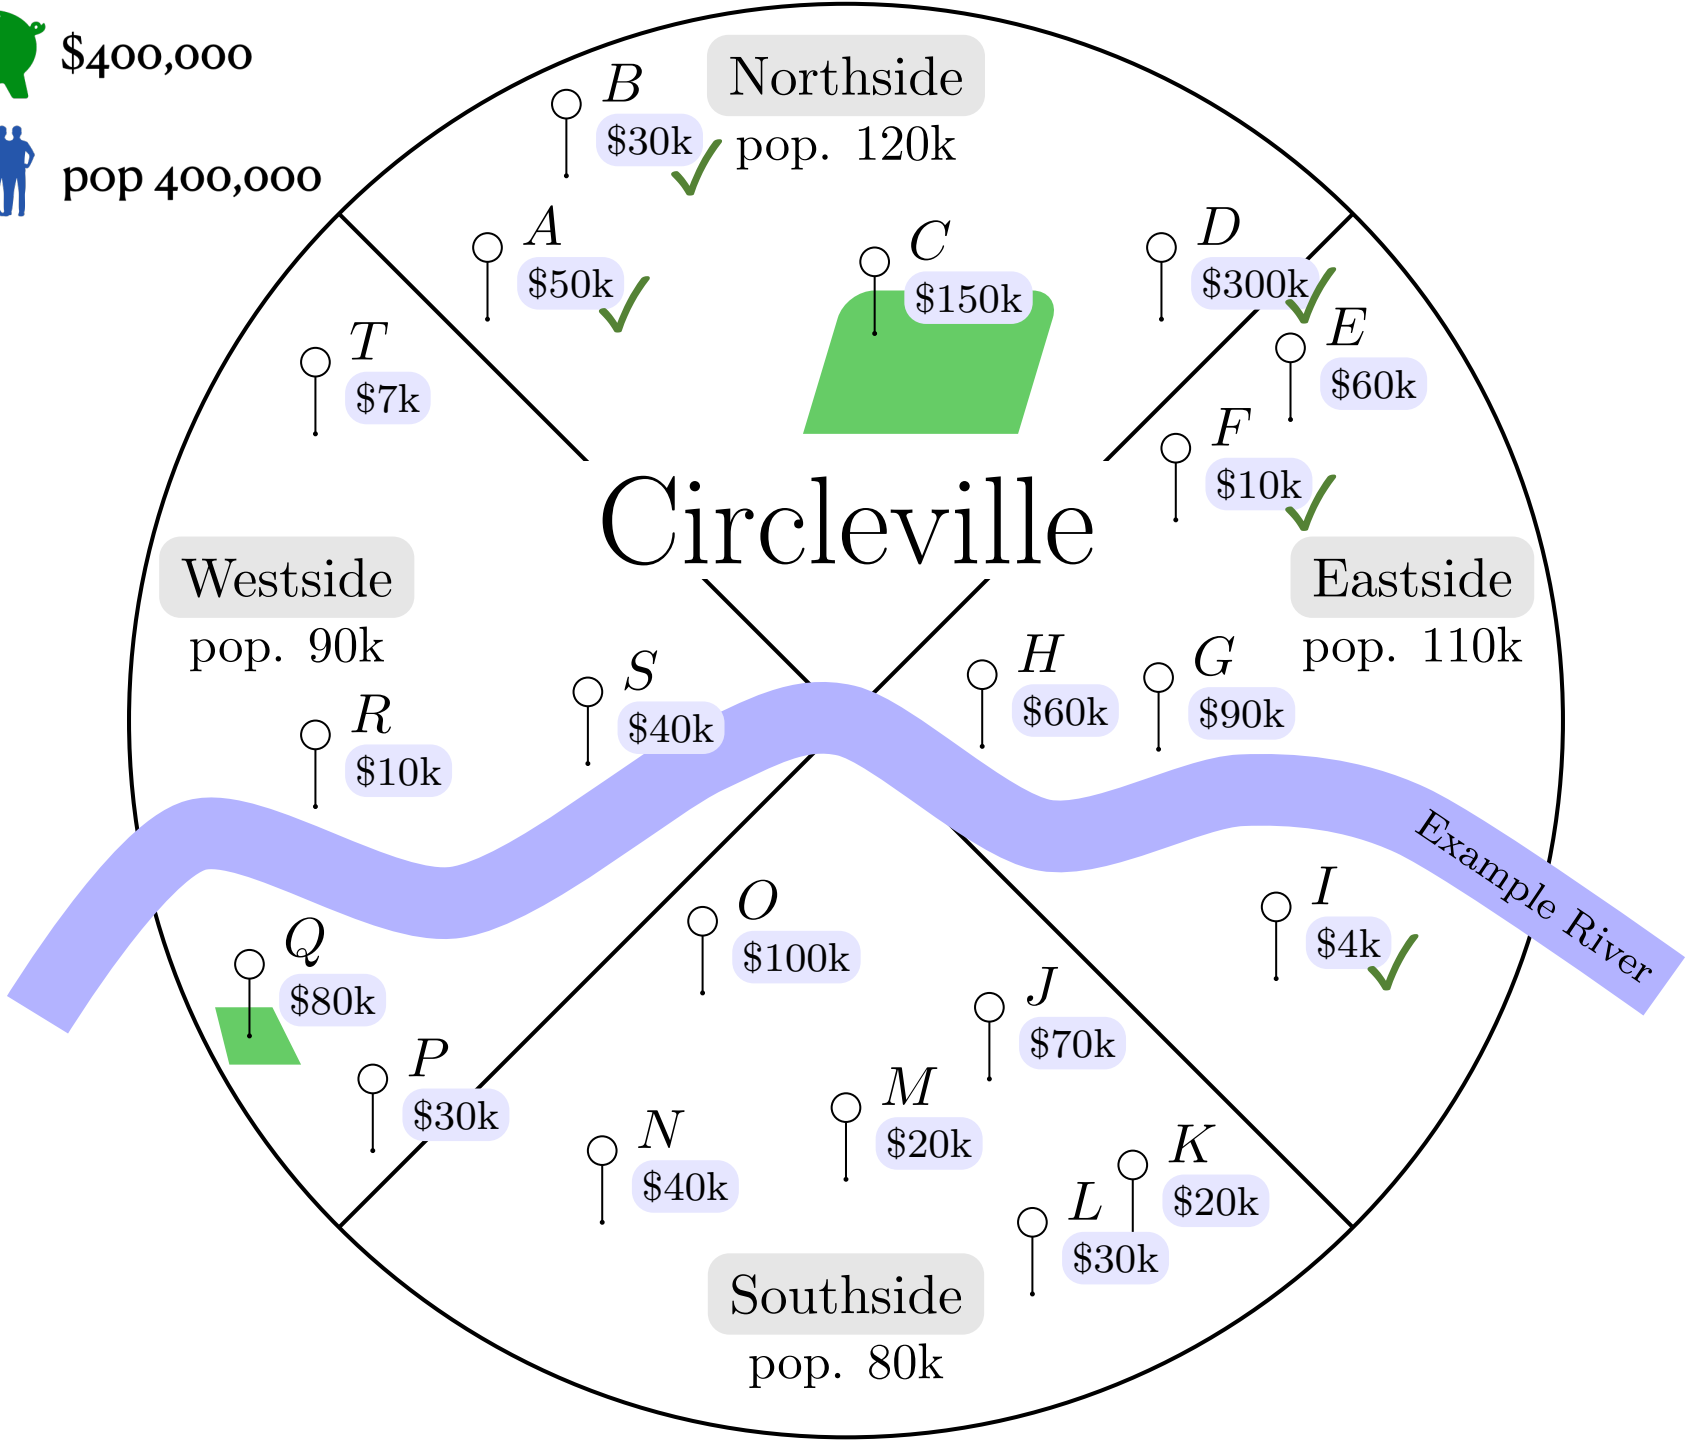 $400,000
pop 400,000
Northside
pop. 120k
B
$30k
A
$50k
C
$150k
D
$300k
E
$60k
T
$7k
F
$10k
Circleville
Westside
pop. 90k
Eastside
pop. 110k
S
$40k
H
$60k
G
$90k
R
$10k
Example River
I
$4k
O
$100k
Q
$80k
J
$70k
P
$30k
M
$20k
N
$40k
K
$20k
L
$30k
Southside
pop. 80k